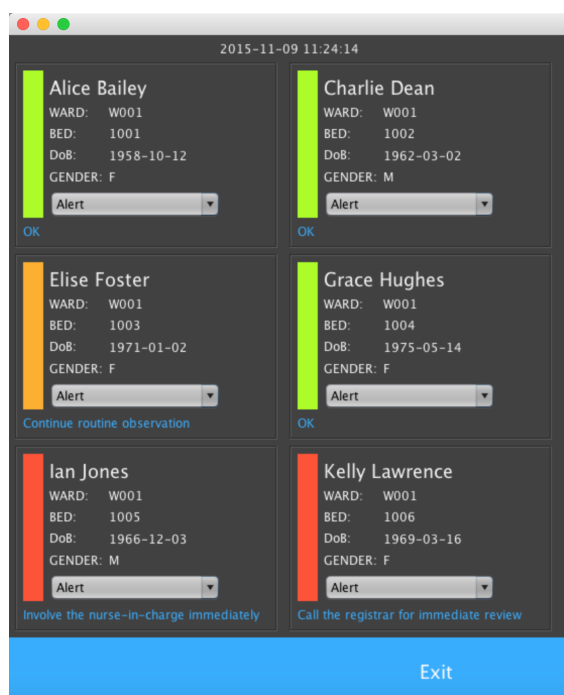 2015-11-09 11:24:14
Alice Bailey
WARD: W001
BED: 1001
DoB: 1958-10-12
GENDER: F
Alert
OK
Charlie Dean
WARD: W001
BED: 1002
DoB: 1962-03-02
GENDER: M
Alert
OK
Elise Foster
WARD: W001
BED: 1003
DoB: 1971-01-02
GENDER: F
Alert
Continue routine observation
Grace Hughes
WARD: W001
BED: 1004
DoB: 1975-05-14
GENDER: F
Alert
OK
Ian Jones
WARD: W001
BED: 1005
DoB: 1966-12-03
GENDER: M
Alert
Involve the nurse-in-charge immediately
Kelly Lawrence
WARD: W001
BED: 1006
DoB: 1969-03-16
GENDER: F
Alert
Call the registrar for immediate review
Exit